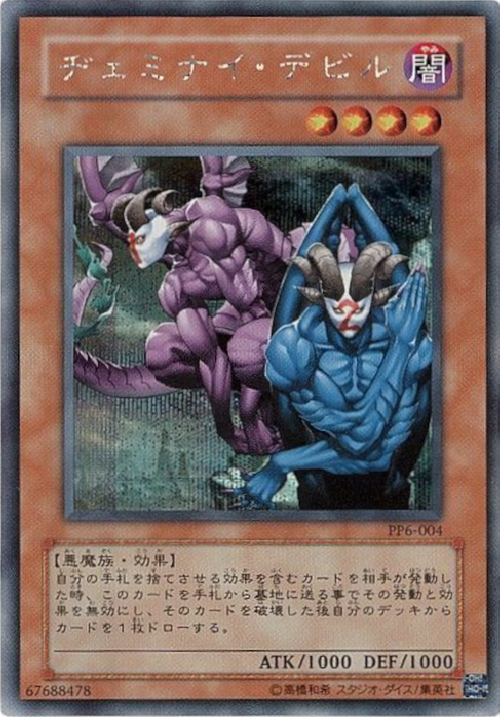 ヂェミナイ・デビル
闇
PP6-004
【悪魔族・効果】
自分の手札を捨てさせる効果を含むカードを相手が発動し
た時、このカードを手札から墓地に送る事でその発動と効
果を無効にし、そのカードを破壊した後自分のデッキから
カードを1枚ドローする。
ATK/1000 DEF/1000
67688478
©高橋和希 スタジオ・ダイス/集英社